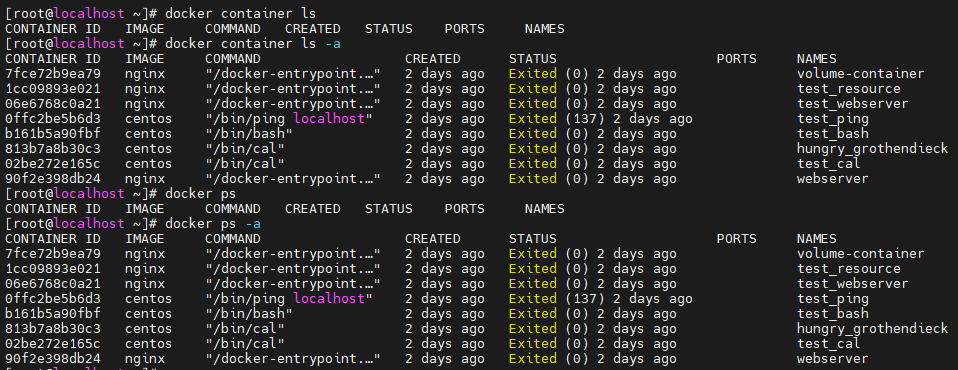 [root@localhost ~]# docker container ls
CONTAINER ID   IMAGE     COMMAND   CREATED   STATUS    PORTS     NAMES
[root@localhost ~]# docker container ls -a
CONTAINER ID   IMAGE     COMMAND                  CREATED      STATUS                    PORTS     NAMES
7fce72b9ea79   nginx     "/docker-entrypoint.…"   2 days ago   Exited (0) 2 days ago               volume-container
1cc09893e021   nginx     "/docker-entrypoint.…"   2 days ago   Exited (0) 2 days ago               test_resource
06e6768c0a21   nginx     "/docker-entrypoint.…"   2 days ago   Exited (0) 2 days ago               test_webserver
0ffc2be5b6d3   centos    "/bin/ping localhost"    2 days ago   Exited (137) 2 days ago             test_ping
b161b5a90fbf   centos    "/bin/bash"              2 days ago   Exited (0) 2 days ago               test_bash
813b7a8b30c3   centos    "/bin/cal"               2 days ago   Exited (0) 2 days ago               hungry_grothendieck
02be272e165c   centos    "/bin/cal"               2 days ago   Exited (0) 2 days ago               test_cal
90f2e398db24   nginx     "/docker-entrypoint.…"   2 days ago   Exited (0) 2 days ago               webserver
[root@localhost ~]# docker ps
CONTAINER ID   IMAGE     COMMAND   CREATED   STATUS    PORTS     NAMES
[root@localhost ~]# docker ps -a
CONTAINER ID   IMAGE     COMMAND                  CREATED      STATUS                    PORTS     NAMES
7fce72b9ea79   nginx     "/docker-entrypoint.…"   2 days ago   Exited (0) 2 days ago               volume-container
1cc09893e021   nginx     "/docker-entrypoint.…"   2 days ago   Exited (0) 2 days ago               test_resource
06e6768c0a21   nginx     "/docker-entrypoint.…"   2 days ago   Exited (0) 2 days ago               test_webserver
0ffc2be5b6d3   centos    "/bin/ping localhost"    2 days ago   Exited (137) 2 days ago             test_ping
b161b5a90fbf   centos    "/bin/bash"              2 days ago   Exited (0) 2 days ago               test_bash
813b7a8b30c3   centos    "/bin/cal"               2 days ago   Exited (0) 2 days ago               hungry_grothendieck
02be272e165c   centos    "/bin/cal"               2 days ago   Exited (0) 2 days ago               test_cal
90f2e398db24   nginx     "/docker-entrypoint.…"   2 days ago   Exited (0) 2 days ago               webserver